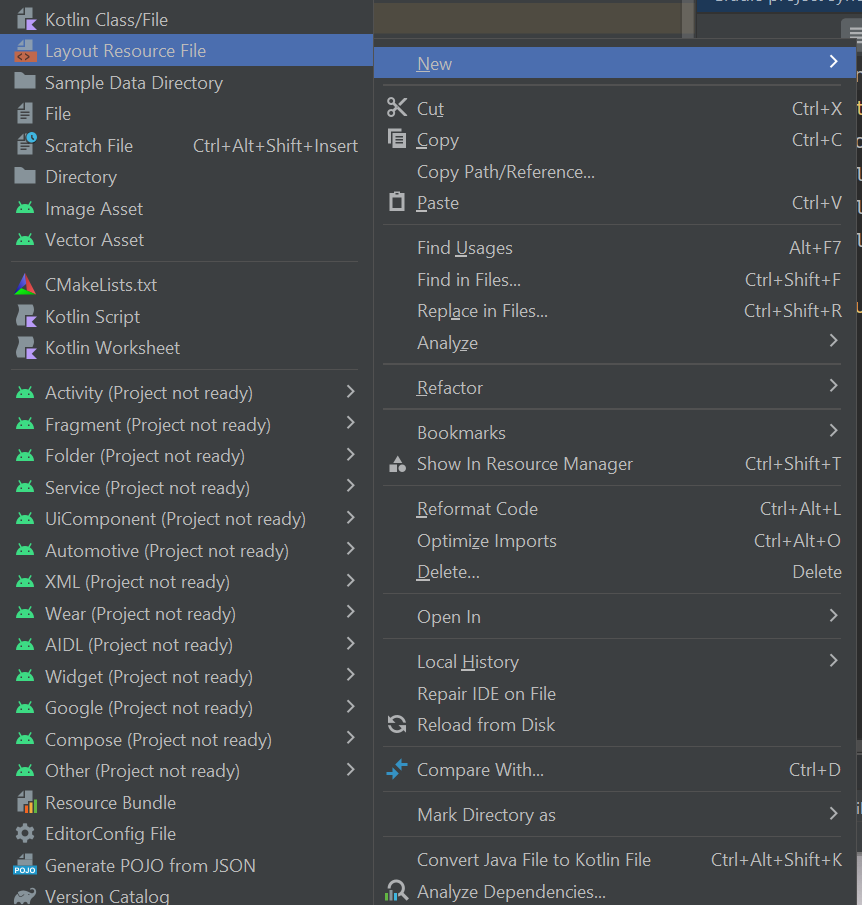 Kotlin Class/File
Layout Resource File
Sample Data Directory
File
Scratch File Ctrl+Alt+Shift+Insert
Directory
Image Asset
Vector Asset
CMakeLists.txt
Kotlin Script
Kotlin Worksheet
Activity (Project not ready)
Fragment (Project not ready)
Folder (Project not ready)
Service (Project not ready)
UiComponent (Project not ready)
Automotive (Project not ready)
XML (Project not ready)
Wear (Project not ready)
AIDL (Project not ready)
Widget (Project not ready)
Google (Project not ready)
Compose (Project not ready)
Other (Project not ready)
Resource Bundle
EditorConfig File
POJO Generate POJO from JSON
Version Catalog
New
Cut Ctrl+X
Copy Ctrl+C
Copy Path/Reference...
Paste Ctrl+V
Find Usages Alt+F7
Find in Files... Ctrl+Shift+F
Replace in Files... Ctrl+Shift+R
Analyze
Refactor
Bookmarks
Show In Resource Manager Ctrl+Shift+T
Reformat Code Ctrl+Alt+L
Optimize Imports Ctrl+Alt+O
Delete... Delete
Open In
Local History
Repair IDE on File
Reload from Disk
Compare With... Ctrl+D
Mark Directory as
Convert Java File to Kotlin File Ctrl+Alt+Shift+K
Analyze Dependencies...